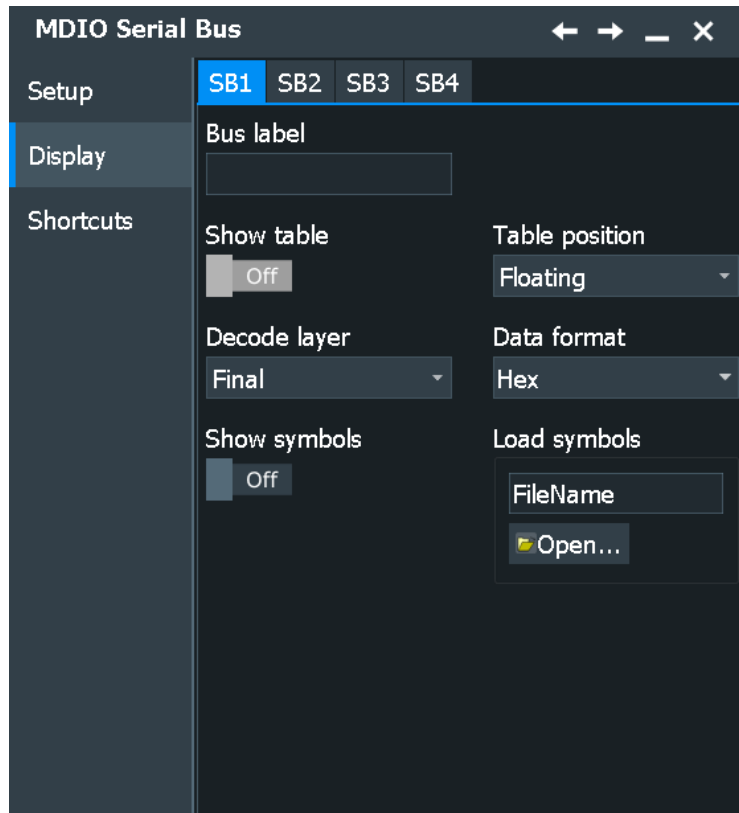 MDIO Serial Bus
Setup
Display
Shortcuts
SB1 SB2 SB3 SB4
Bus label
Show table
Off
Table position
Floating
Decode layer
Final
Data format
Hex
Show symbols
Off
Load symbols
FileName
Open...